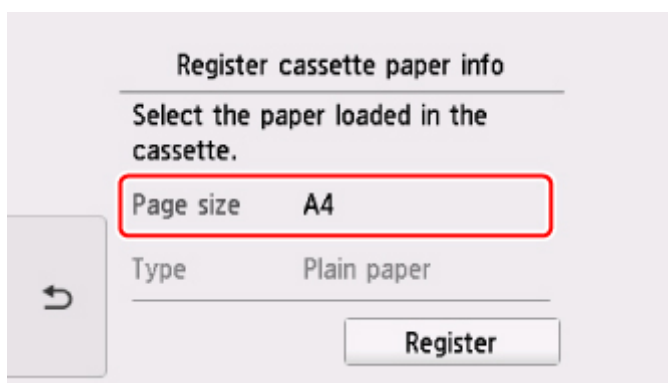 Register cassette paper info
Select the paper loaded in the
cassette.
Page size A4
Type Plain paper
Register